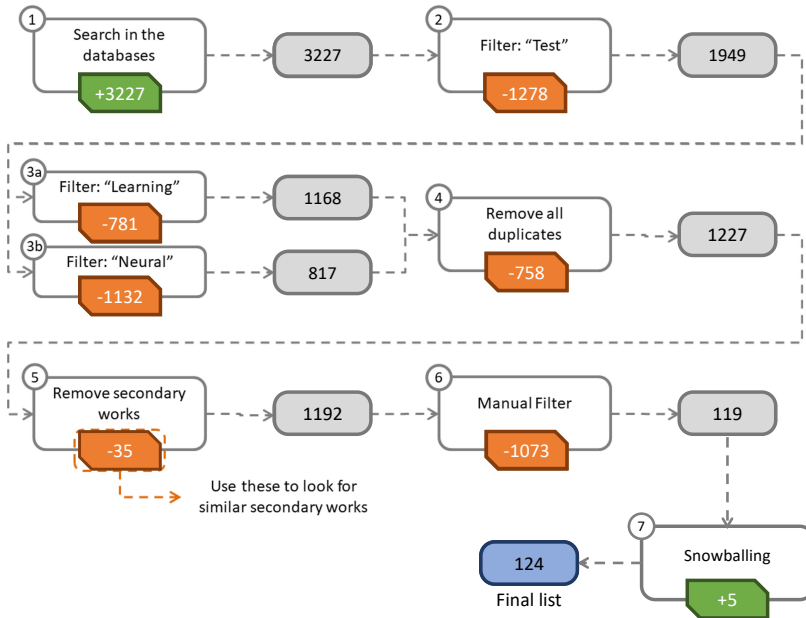 1
Search in the
databases
+3227
3227
2
Filter: “Test”
-1278
1949
3a
Filter: “Learning”
-781
1168
3b
Filter: “Neural”
-1132
817
4
Remove all
duplicates
-758
1227
5
Remove secondary
works
-35
Use these to look for
similar secondary works
1192
6
Manual Filter
-1073
119
7
Snowballing
+5
124
Final list